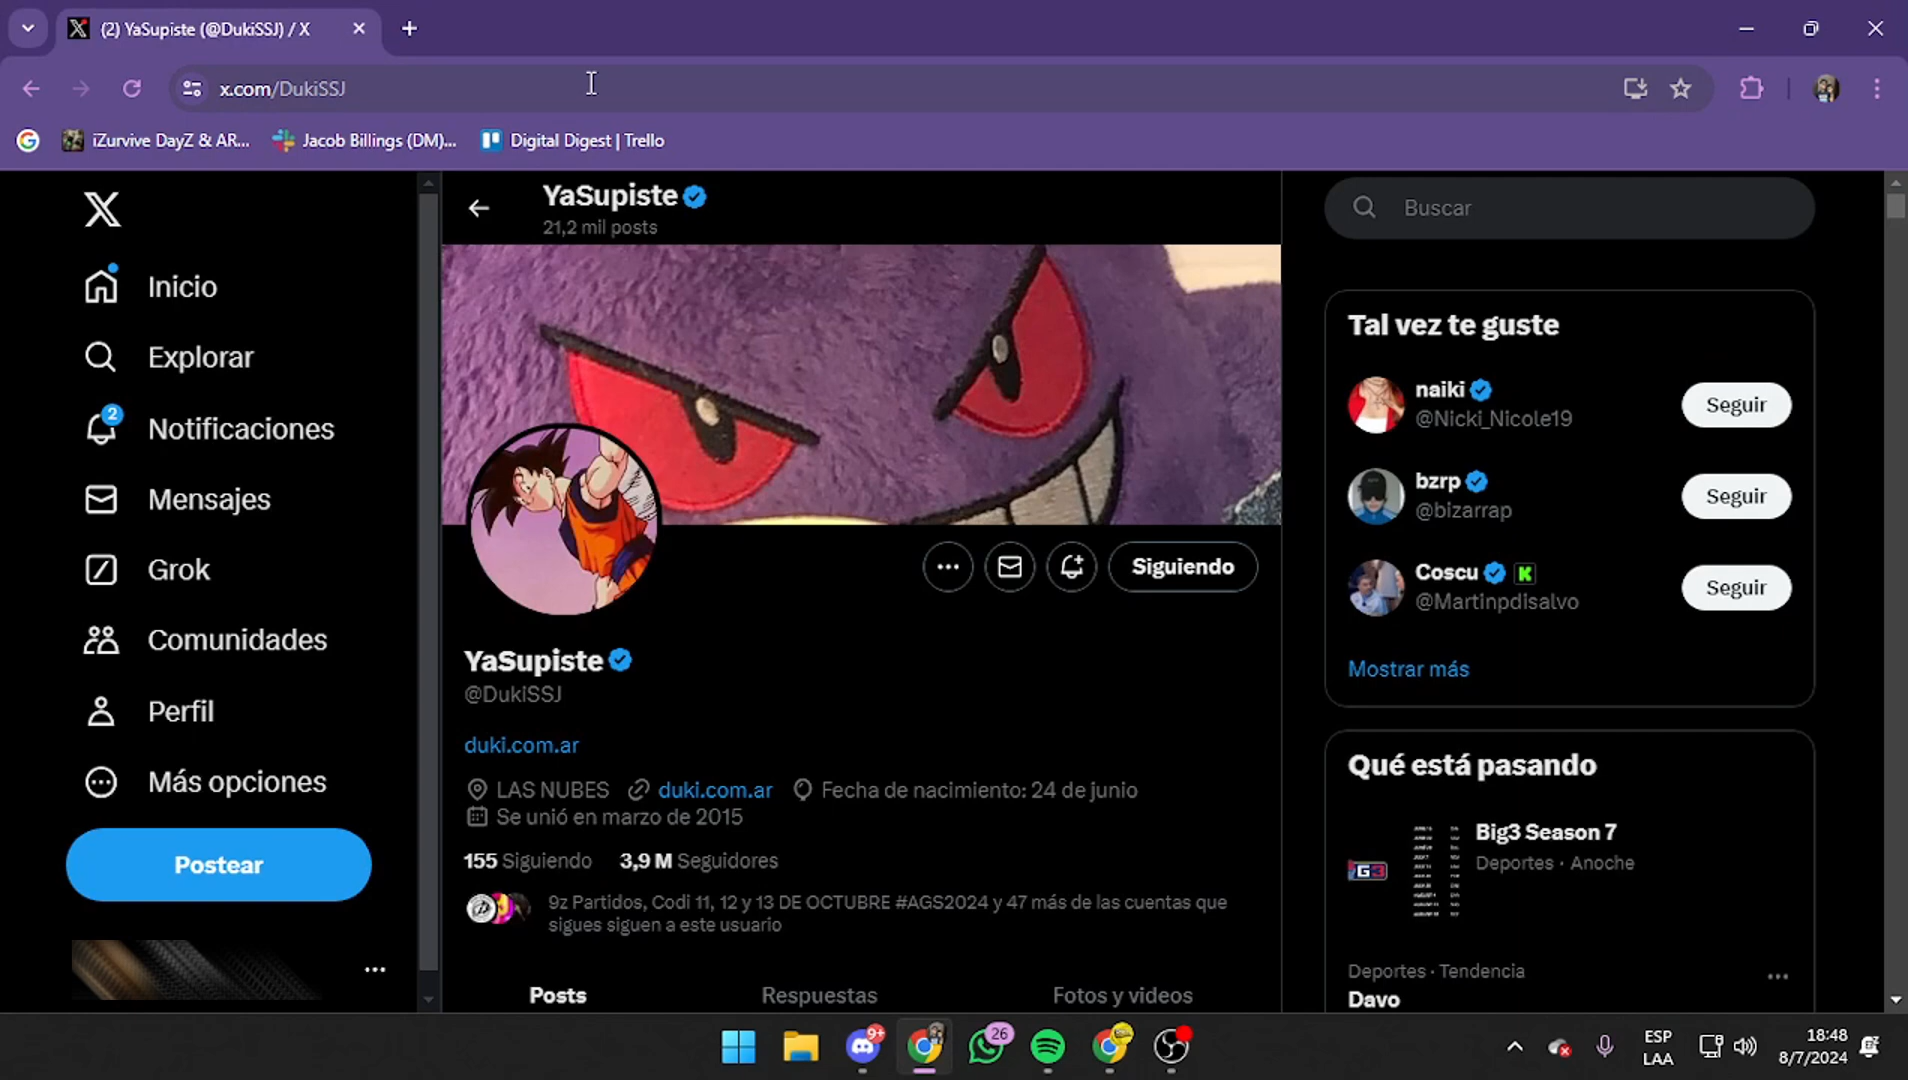 (2) YaSupiste (@DukiSSJ) / X
x.com/DukiSSJ
iZurvive DayZ & AR...
Jacob Billings (DM)...
Digital Digest | Trello
Inicio
Explorar
2
Notificaciones
Mensajes
Grok
Comunidades
Perfil
Más opciones
Postear
YaSupiste
21,2 mil posts
Siguiendo
YaSupiste
@DukiSSJ
duki.com.ar
LAS NUBES duki.com.ar Fecha de nacimiento: 24 de junio
Se unió en marzo de 2015
155 Siguiendo 3,9 M Seguidores
9z Partidos, Codi 11, 12 y 13 DE OCTUBRE #AGS2024 y 47 más de las cuentas que
sigues siguen a este usuario
Posts Respuestas Fotos y videos
Buscar
Tal vez te guste
naiki
@Nicki_Nicole19
Seguir
bzrp
@bizarrap
Seguir
Coscu
@Martinpdisalvo
Seguir
Mostrar más
Qué está pasando
Big3 Season 7
Deportes · Anoche
Deportes · Tendencia
Davo
9+
26
ESP
LAA
18:48
8/7/2024